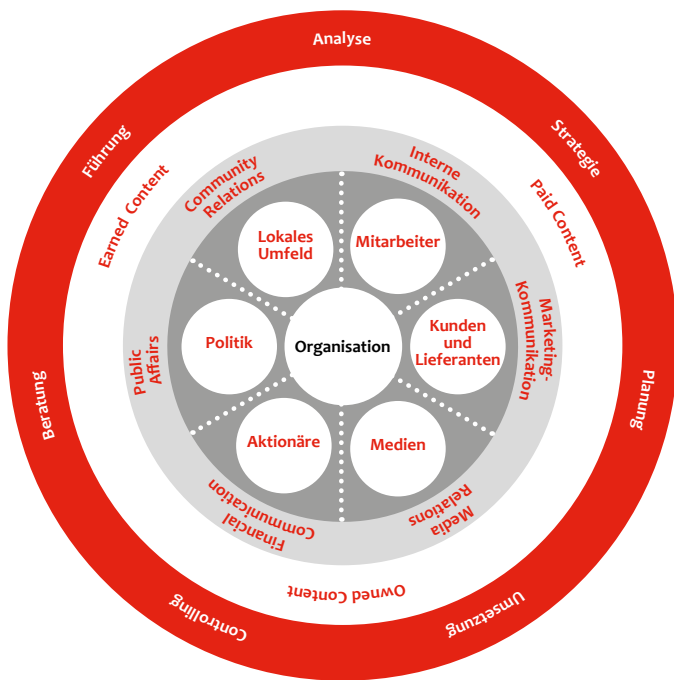 Analyse
Strategie
Planung
Umsetzung
Controlling
Beratung
Führung
Earned Content
Paid Content
Owned Content
Community
Relations
Interne
Kommunikation
Marketing-
Kommunikation
Media
Relations
Financial
Communication
Public
Affairs
Lokales
Umfeld
Mitarbeiter
Kunden
und
Lieferanten
Medien
Aktionäre
Politik
Organisation